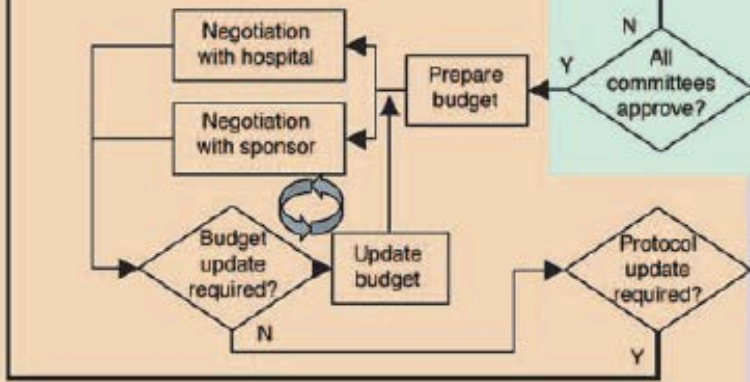 Negotiation
with hospital
Negotiation
with sponsor
Prepare
budget
Y
N
All
committees
approve?
Budget
update
required?
Update
budget
Protocol
update
required?
N
Y